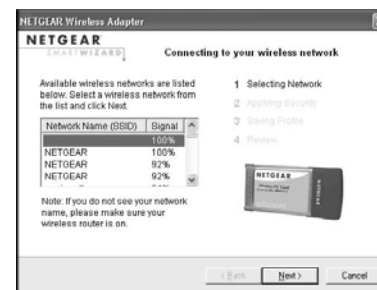 NETGEAR Wireless Adapter
NETGEAR
SMARTWIZARD
Connecting to your wireless network
Available wireless networks are listed
below. Select a wireless network from
the list and click Next.
Network Name (SSID) Signal
100%
NETGEAR 100%
NETGEAR 92%
NETGEAR 92%
Note: If you do not see your network
name, please make sure your
wireless router is on.
1 Selecting Network
2 Applying Security
3 Saving Profile
4 Review
NETGEAR
< Back
Next >
Cancel